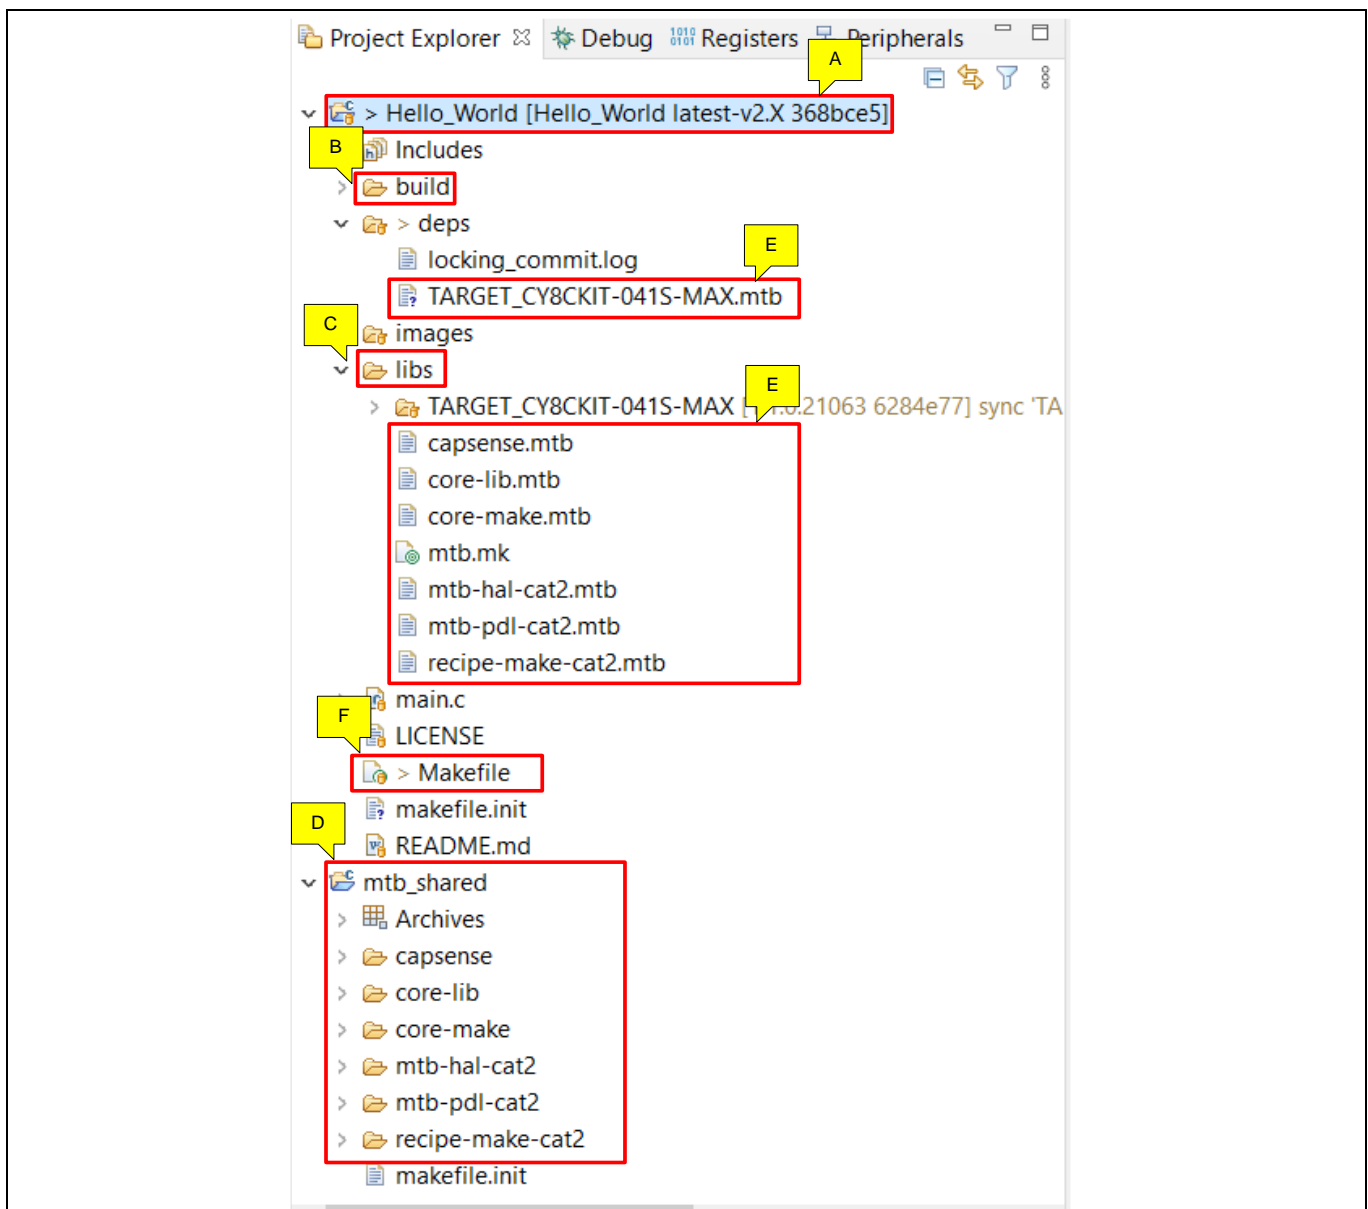 Project Explorer Debug Registers Peripherals
1010
0101
A
> Hello_World [Hello_World latest-v2.X 368bce5]
B
Includes
build
> deps
locking_commit.log
E
TARGET_CY8CKIT-041S-MAX.mtb
C
images
libs
E
TARGET_CY8CKIT-041S-MAX 21063 6284e77] sync 'TA
capsense.mtb
core-lib.mtb
core-make.mtb
mtb.mk
mtb-hal-cat2.mtb
mtb-pdl-cat2.mtb
recipe-make-cat2.mtb
main.c
F
LICENSE
> Makefile
makefile.init
D
README.md
mtb_shared
Archives
capsense
core-lib
core-make
mtb-hal-cat2
mtb-pdl-cat2
recipe-make-cat2
makefile.init